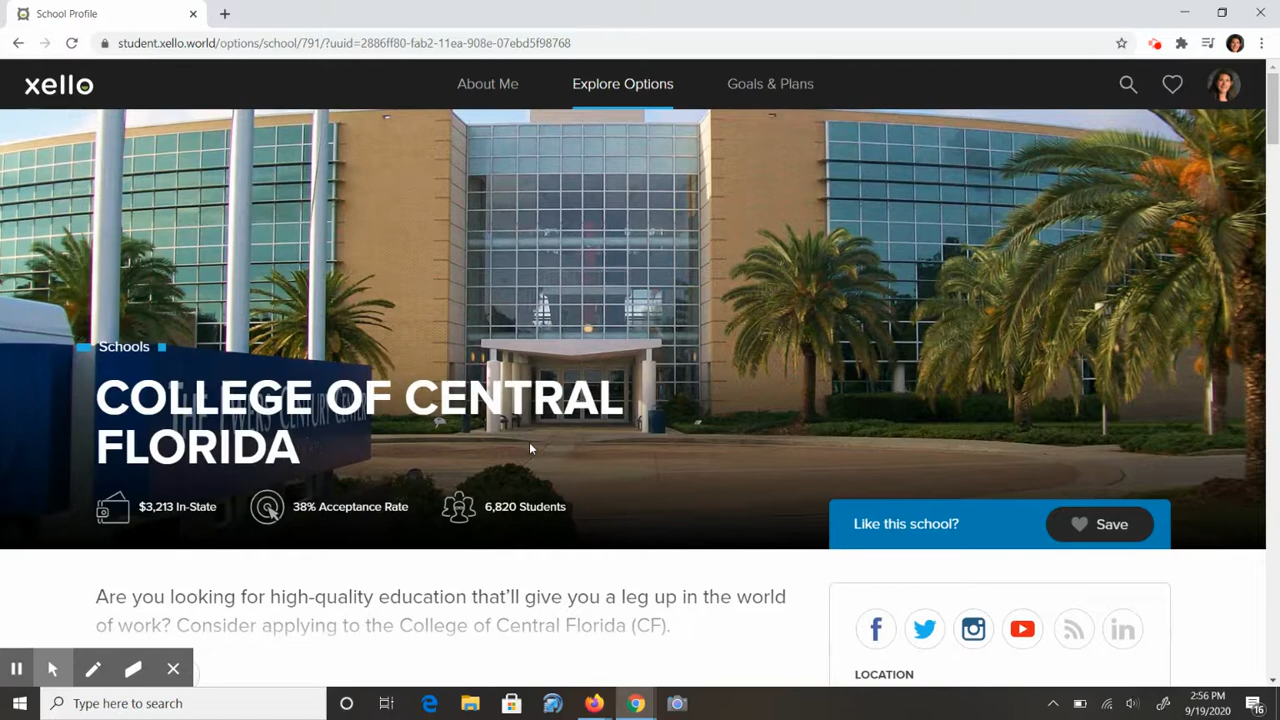 School Profile
student.xello.world/options/school/791/?uuid=2886ff80-fab2-11ea-908e-07ebd5f98768
xello
About Me
Explore Options
Goals & Plans
Schools
COLLEGE OF CENTRAL
FLORIDA
$3,213 In-State
38% Acceptance Rate
6,820 Students
Like this school?
Save
Are you looking for high-quality education that'll give you a leg up in the world
of work? Consider applying to the College of Central Florida (CF).
LOCATION
Type here to search
2:56 PM
9/19/2020
16